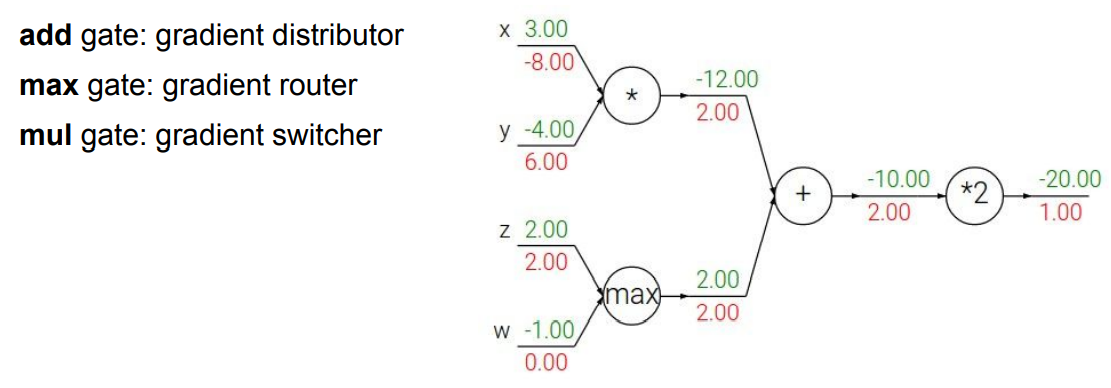 add gate: gradient distributor
max gate: gradient router
mul gate: gradient switcher
x 3.00
-8.00
*
-12.00
2.00
y -4.00
6.00
+
-10.00
2.00
*2
-20.00
1.00
z 2.00
2.00
max
2.00
2.00
w -1.00
0.00